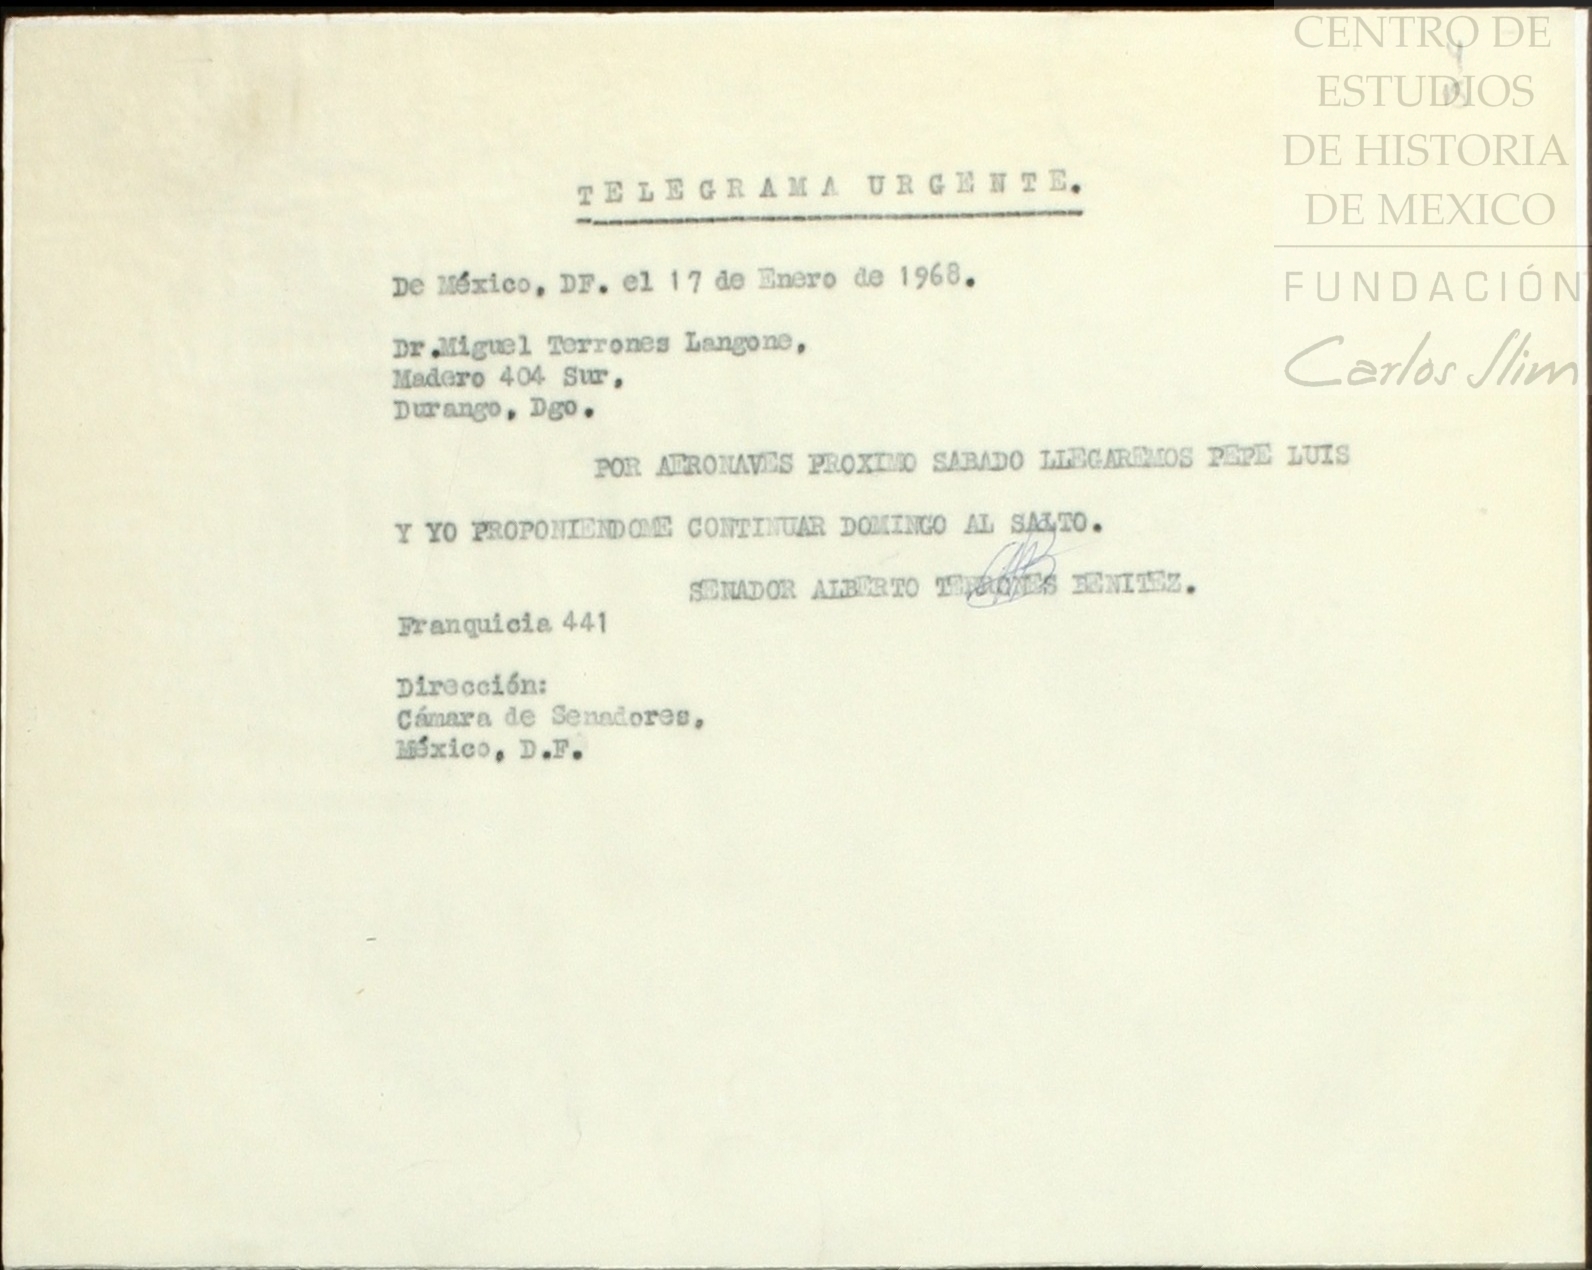 CENTRO DE
ESTUDIOS
DE HISTORIA
DE MEXICO
FUNDACIÓN
Carlos Slim
TELEGRAMA URGENTE.
De México, DF. el 17 de Enero de 1968.
Dr.Miguel Terrones Langone,
Madero 404 Sur,
Durango, Dgo.
POR AERONAVES PROXIMO SABADO LLEGAREMOS PEPE LUIS
Y YO PROPONIENDOME CONTINUAR DOMINGO AL SALTO.
SENADOR ALBERTO TERRONES BENITEZ.
Franquicia 441
Dirección:
Cámara de Senadores,
México, D.F.